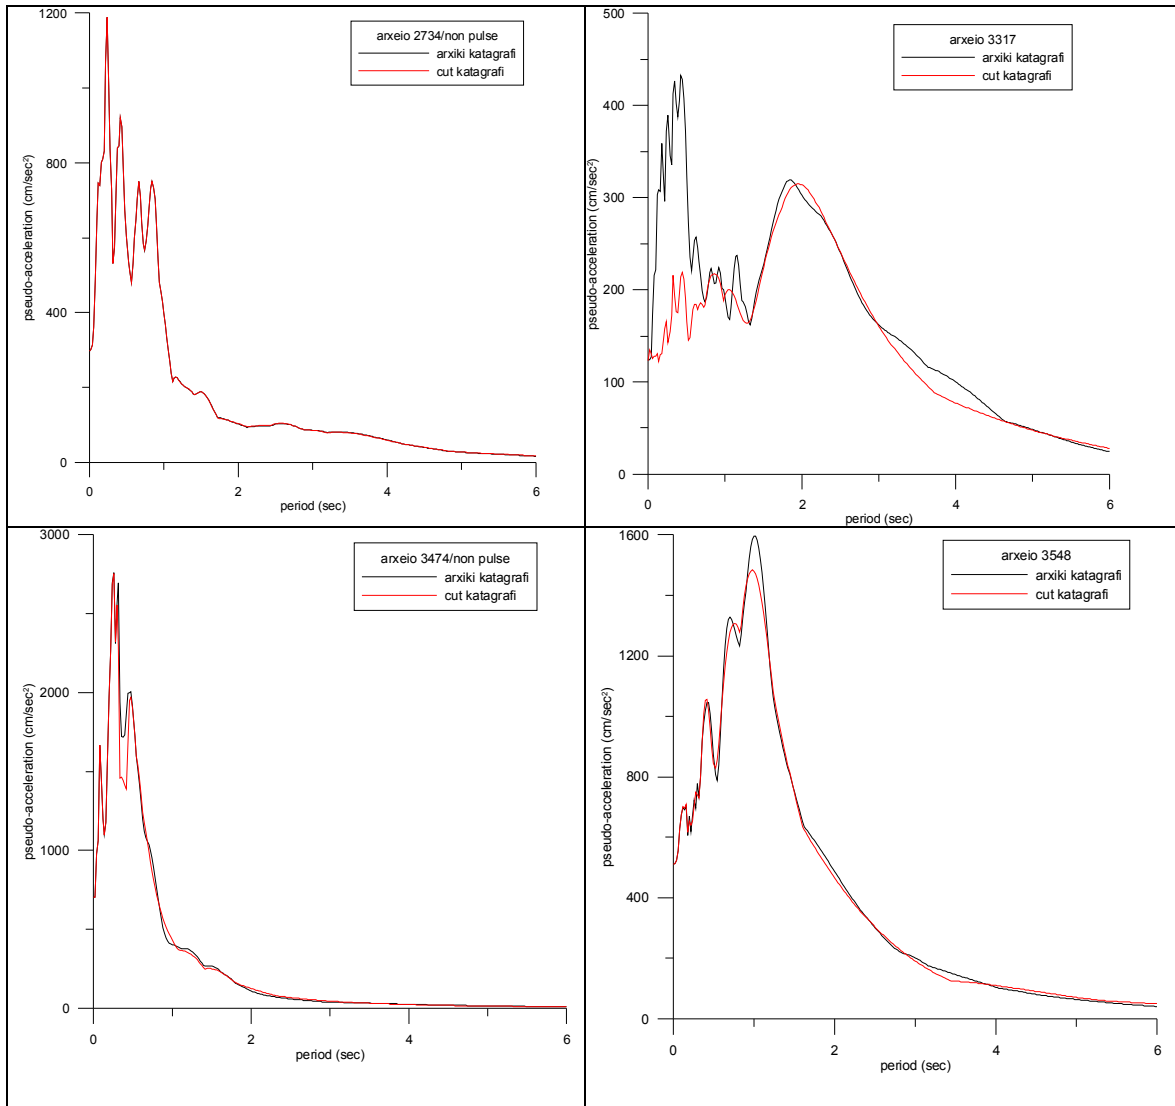 arxeio 2734/non pulse
arxiki katagrafi
cut katagrafi
pseudo-acceleration (cm/sec²)
1200
800
400
0
0
2
4
6
period (sec)
arxeio 3317
arxiki katagrafi
cut katagrafi
pseudo-acceleration (cm/sec²)
500
400
300
200
100
0
0
2
4
6
period (sec)
arxeio 3474/non pulse
arxiki katagrafi
cut katagrafi
pseudo-acceleration (cm/sec²)
3000
2000
1000
0
0
2
4
6
period (sec)
arxeio 3548
arxiki katagrafi
cut katagrafi
pseudo-acceleration (cm/sec²)
1600
1200
800
400
0
0
2
4
6
period (sec)